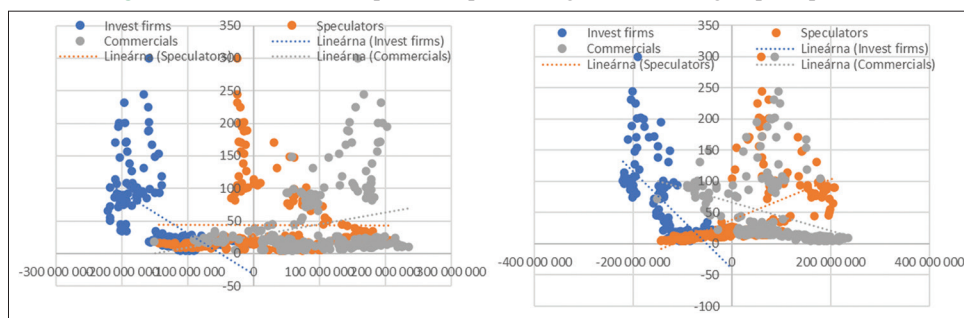 350
300
250
200
150
100
50
0
-50
-300 000 000
-200 000 000
-100 000 000
0
100 000 000
200 000 000
300 000 000
Invest firms
Speculators
Commercials
Lineárna (Invest firms)
Lineárna (Speculators)
Lineárna (Commercials)
350
300
250
200
150
100
50
0
-50
-100
-400 000 000
-200 000 000
0
200 000 000
400 000 000
Invest firms
Speculators
Commercials
Lineárna (Invest firms)
Lineárna (Speculators)
Lineárna (Commercials)